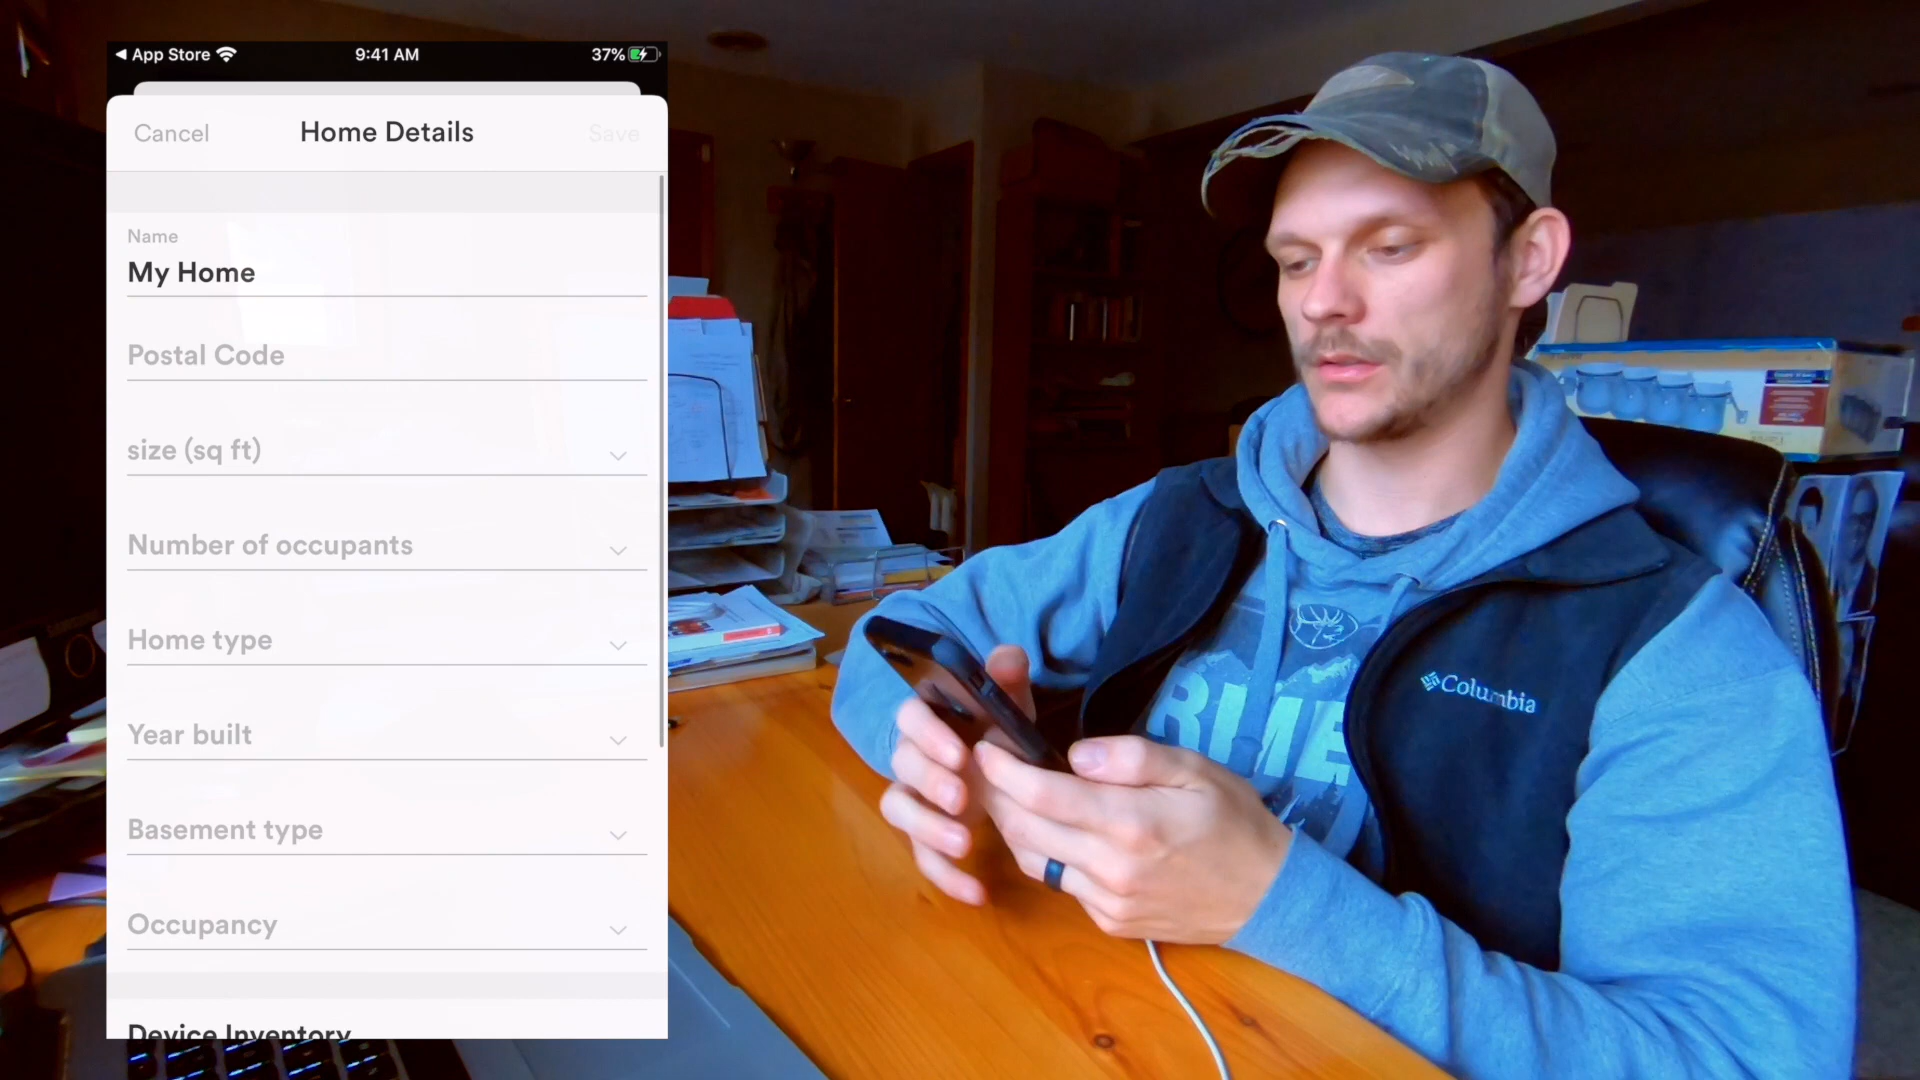 App Store
9:41 AM
37%
Cancel
Home Details
Save
Name
My Home
Postal Code
size (sq ft)
Number of occupants
Home type
Year built
Basement type
Occupancy
Device Inventory
Columbia